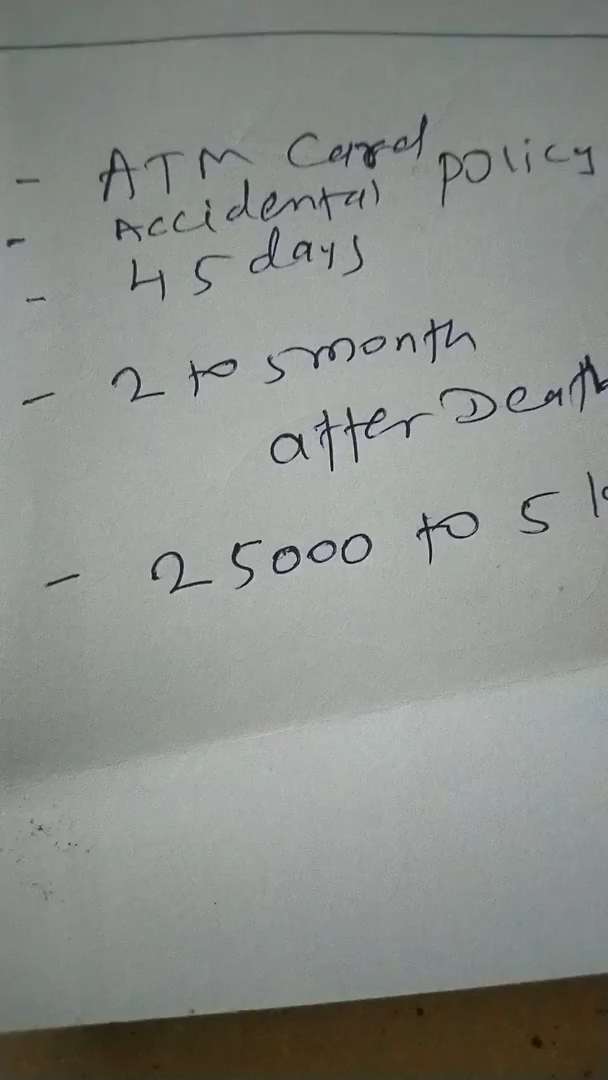 - ATM Card
- Accidental policy
- 45 days
- 2 to 5 month
after Death
- 25000 to 5